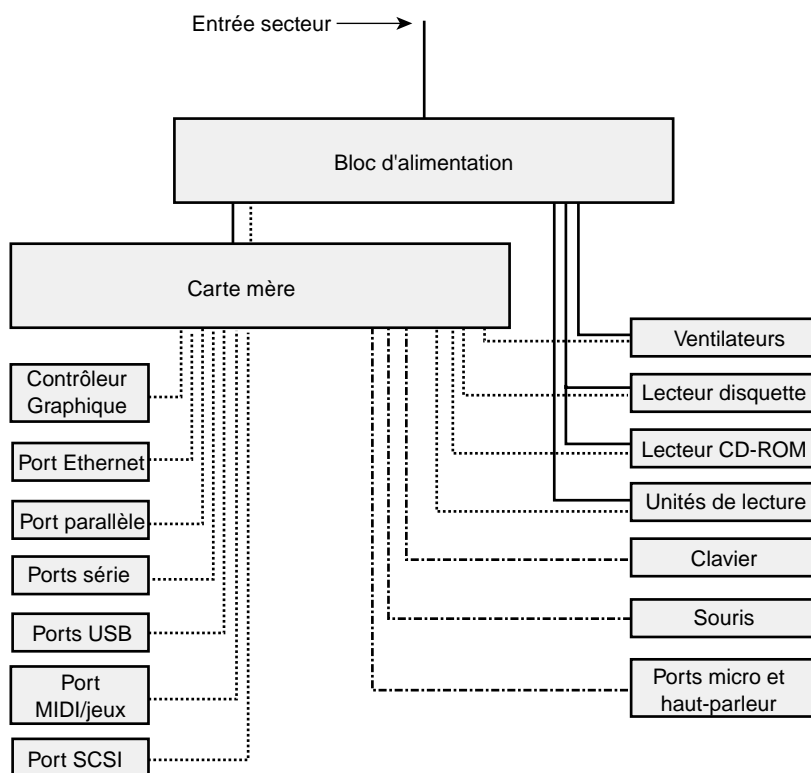 Entrée secteur
Bloc d'alimentation
Carte mère
Contrôleur
Graphique
Port Ethernet
Port parallèle
Ports série
Ports USB
Port
MIDI/jeux
Port SCSI
Ventilateurs
Lecteur disquette
Lecteur CD-ROM
Unités de lecture
Clavier
Souris
Ports micro et
haut-parleur